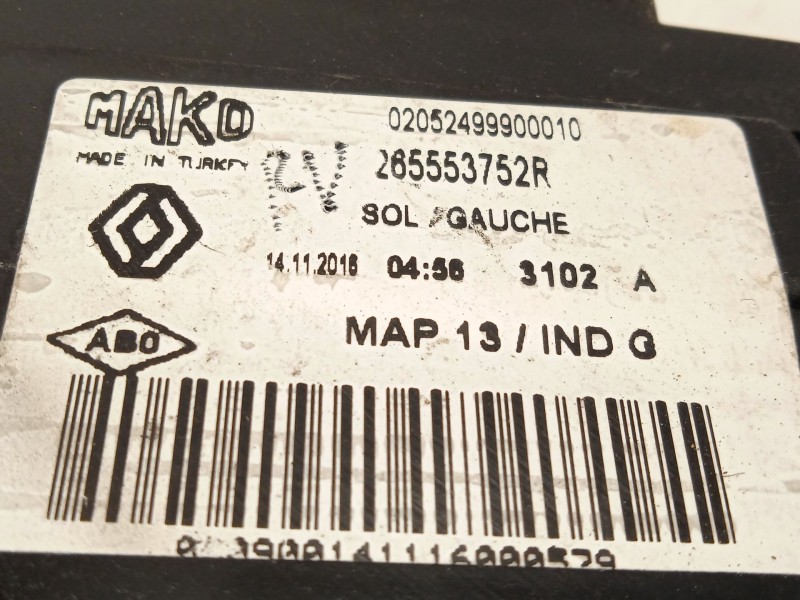 MAKO
MADE IN TURKEY
02052499900010
265553752R
SOL / GAUCHE
14.11.2016 04:56 3102 A
MAP 13 / IND G
ABO